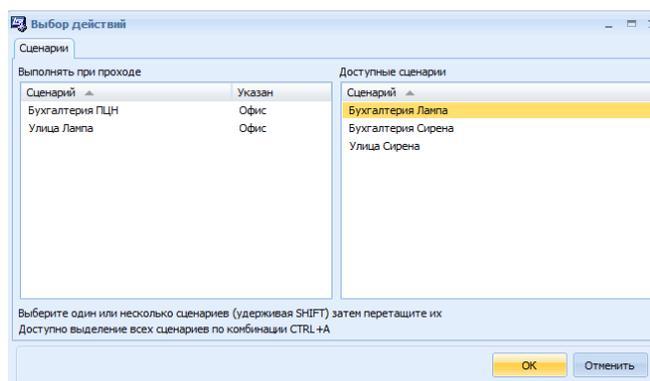 Выбор действий
Сценарии
Выполнять при проходе
Доступные сценарии
Сценарий Указан
Сценарий
Бухгалтерия ПЦН Офис
Бухгалтерия Лампа
Улица Лампа Офис
Бухгалтерия Сирена
Улица Сирена
Выберите один или несколько сценариев (удерживая SHIFT) затем перетащите их
Доступно выделение всех сценариев по комбинации CTRL+A
ОК Отменить